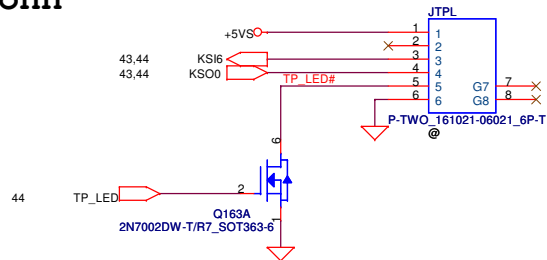 JTPL
+5VS 1 1
2 2
43,44 KSI6 3 3
43,44 KSO0 4 4
TP_LED# 5 5 G7 7
6 6 G8 8
P-TWO_161021-06021_6P-T
@
6
44 TP_LED 2
Q163A
1
2N7002DW-T/R7_SOT363-6